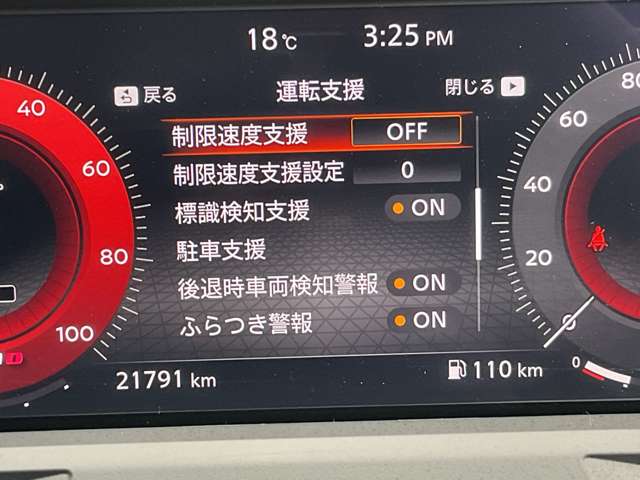 18℃ 3:25 PM
戻る 運転支援 閉じる
制限速度支援 OFF
制限速度支援設定 0
標識検知支援 ON
駐車支援
後退時車両検知警報 ON
ふらつき警報 ON
40
60
80
100
80
60
40
20
0
0
21791 km 110 km